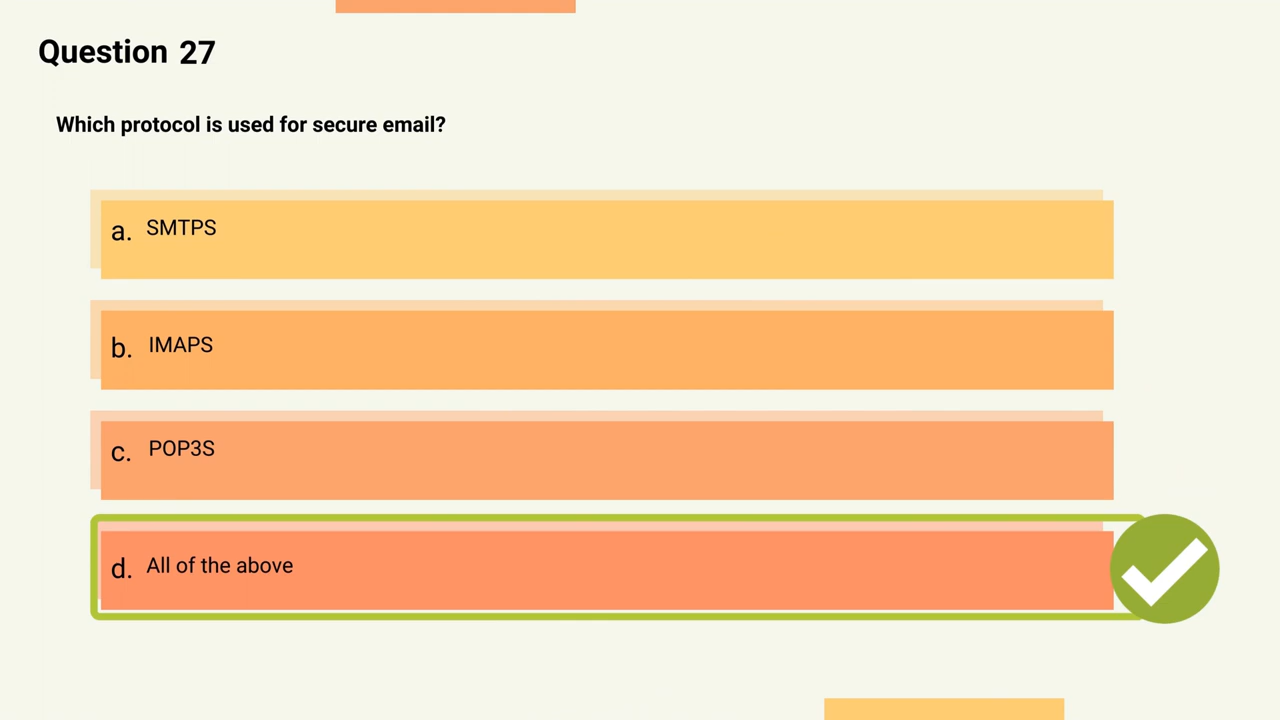 Question 27
Which protocol is used for secure email?
a. SMTPS
b. IMAPS
c. POP3S
d. All of the above